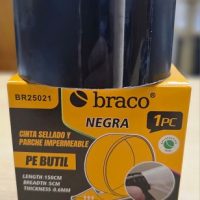 BR25021
braco®
NEGRA
1PC
CINTA SELLADO Y
PARCHE IMPERMEABLE
PE BUTIL
LENGTH:150CM
BREADTH:5CM
THICKNESS:0.6MM